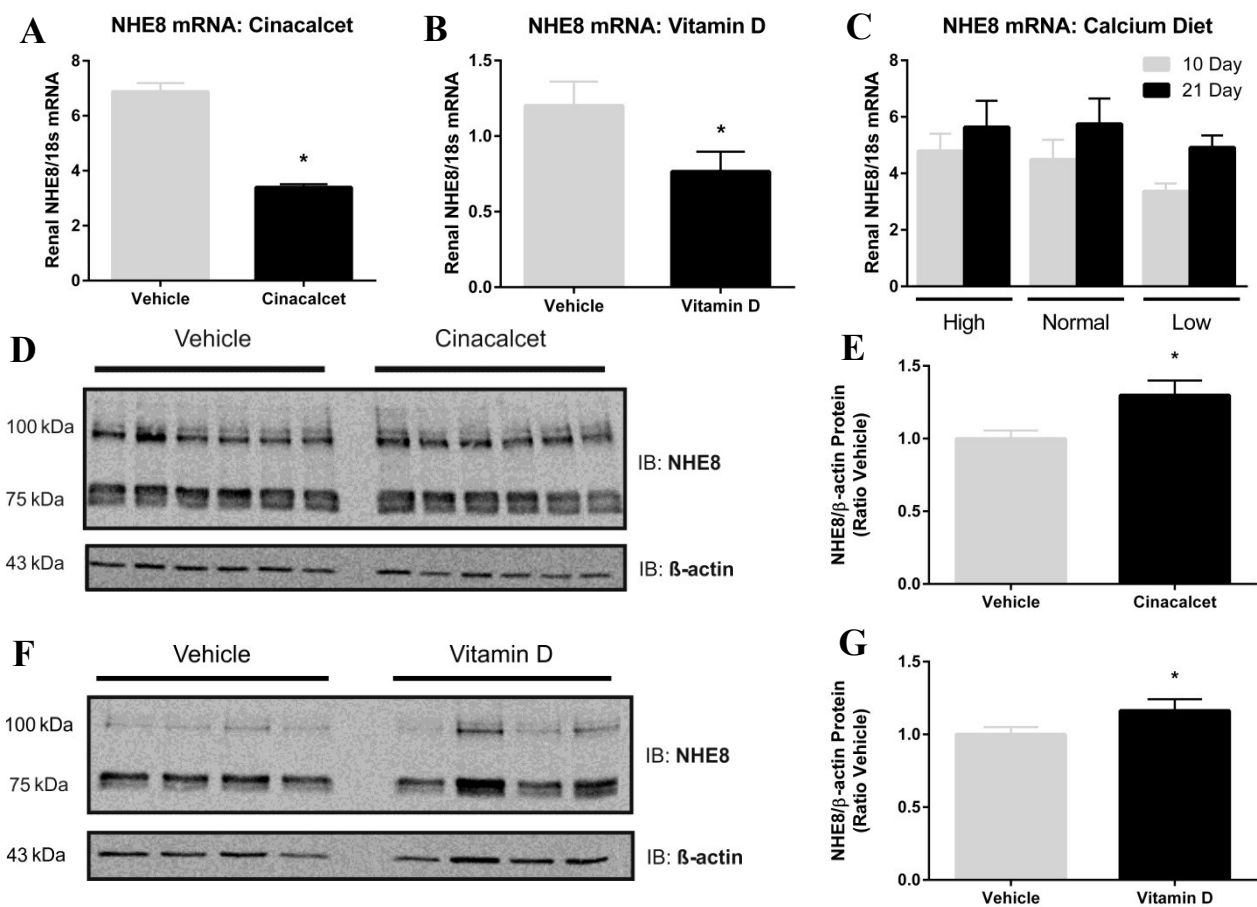 A
NHE8 mRNA: Cinacalcet
Renal NHE8/18s mRNA
8
6
4
2
0
*
Vehicle
Cinacalcet
B
NHE8 mRNA: Vitamin D
Renal NHE8/18s mRNA
1.5
1.0
0.5
0.0
*
Vehicle
Vitamin D
C
NHE8 mRNA: Calcium Diet
Renal NHE8/18s mRNA
8
6
4
2
0
10 Day
21 Day
High
Normal
Low
D
Vehicle
Cinacalcet
100 kDa
75 kDa
IB: NHE8
43 kDa
IB: ß-actin
E
NHE8/β-actin Protein
(Ratio Vehicle)
1.5
1.0
0.5
0.0
*
Vehicle
Cinacalcet
F
Vehicle
Vitamin D
100 kDa
75 kDa
IB: NHE8
43 kDa
IB: ß-actin
G
NHE8/β-actin Protein
(Ratio Vehicle)
1.5
1.0
0.5
0.0
*
Vehicle
Vitamin D